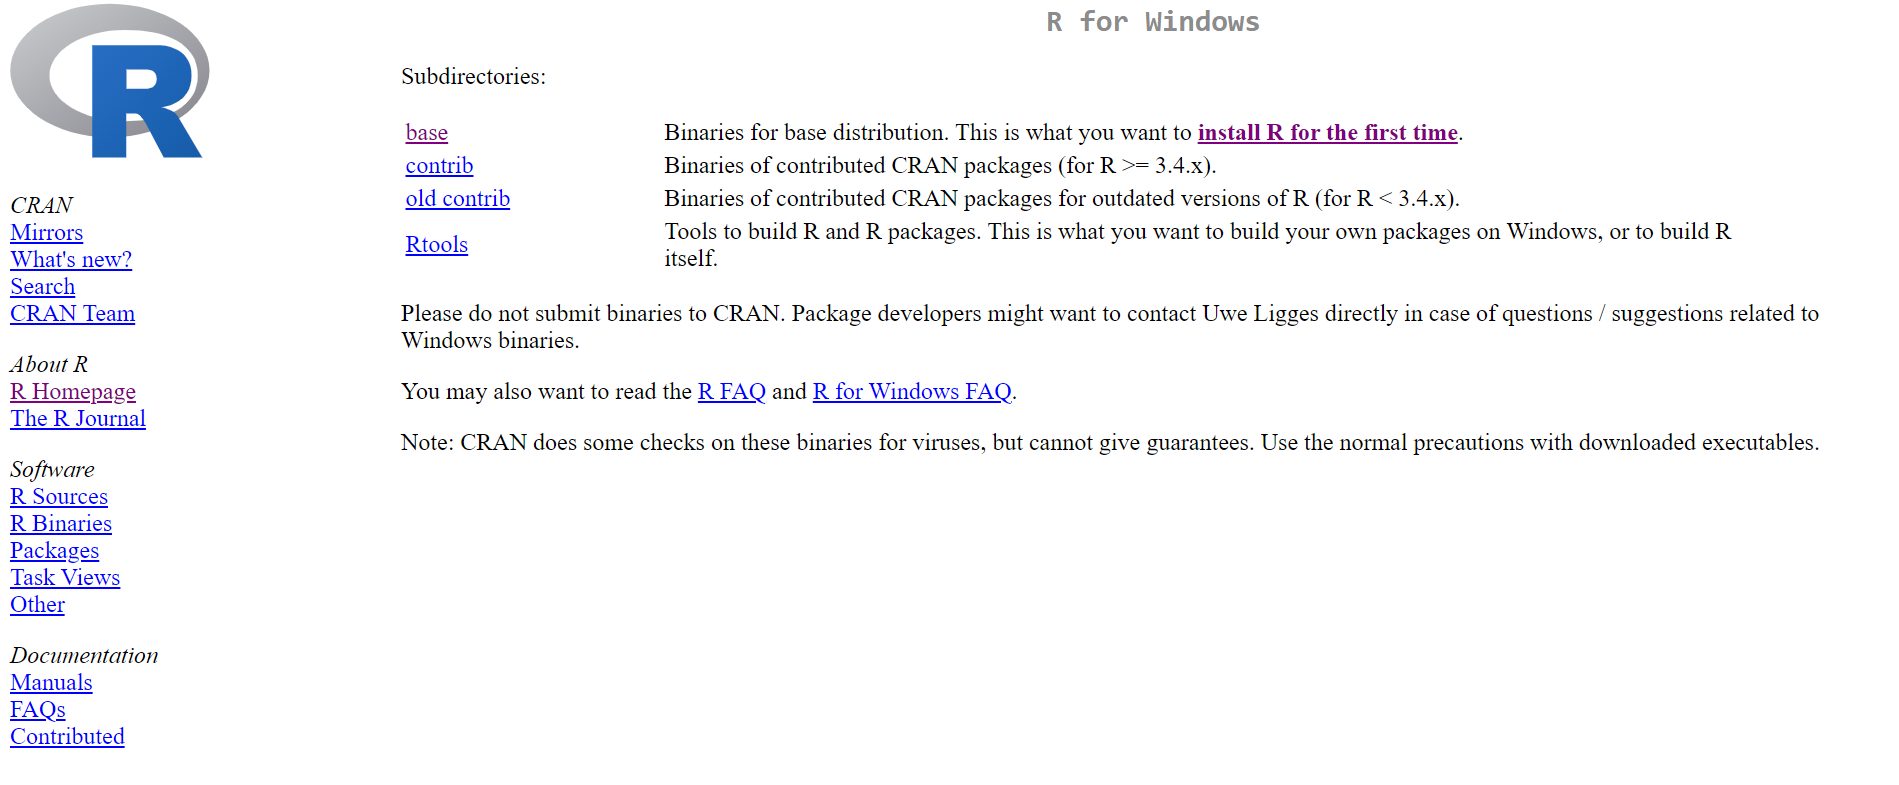 R
R for Windows
Subdirectories:
base Binaries for base distribution. This is what you want to install R for the first time.
contrib Binaries of contributed CRAN packages (for R >= 3.4.x).
old contrib Binaries of contributed CRAN packages for outdated versions of R (for R < 3.4.x).
Rtools Tools to build R and R packages. This is what you want to build your own packages on Windows, or to build R
itself.
Please do not submit binaries to CRAN. Package developers might want to contact Uwe Ligges directly in case of questions / suggestions related to
Windows binaries.
You may also want to read the R FAQ and R for Windows FAQ.
Note: CRAN does some checks on these binaries for viruses, but cannot give guarantees. Use the normal precautions with downloaded executables.
CRAN
Mirrors
What's new?
Search
CRAN Team
About R
R Homepage
The R Journal
Software
R Sources
R Binaries
Packages
Task Views
Other
Documentation
Manuals
FAQs
Contributed